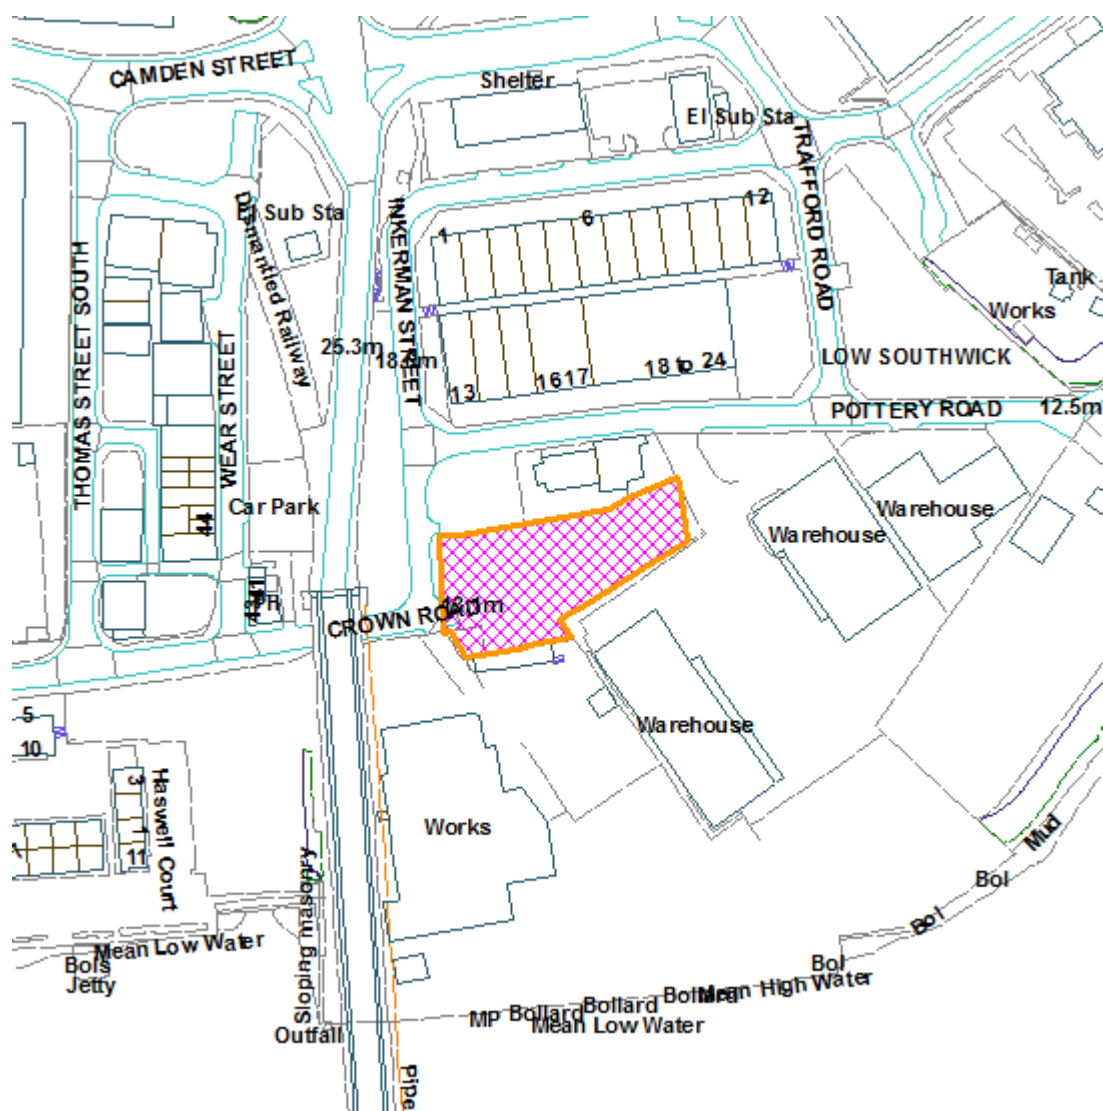 CAMDEN STREET
Shelter
El Sub Sta
TRAFFORD ROAD
Dismantled Railway
El Sub Sta
INKERMAN STREET
1
6
12
THOMAS STREET SOUTH
Tank
Works
WEAR STREET
25.3m
18.6m
LOW SOUTHWICK
13
16 17
18 to 24
POTTERY ROAD
12.5m
Car Park
44
Warehouse
Warehouse
41
43
PH
CROWN ROAD
5
10
Warehouse
3
1
11
Haswell Court
Works
Mud
Bol
Bol
Sloping masonry
Mean Low Water
Bols
Jetty
Bol
Mean High Water
MP
Bollard
Bollard
Mean Low Water
Outfall
Pipe